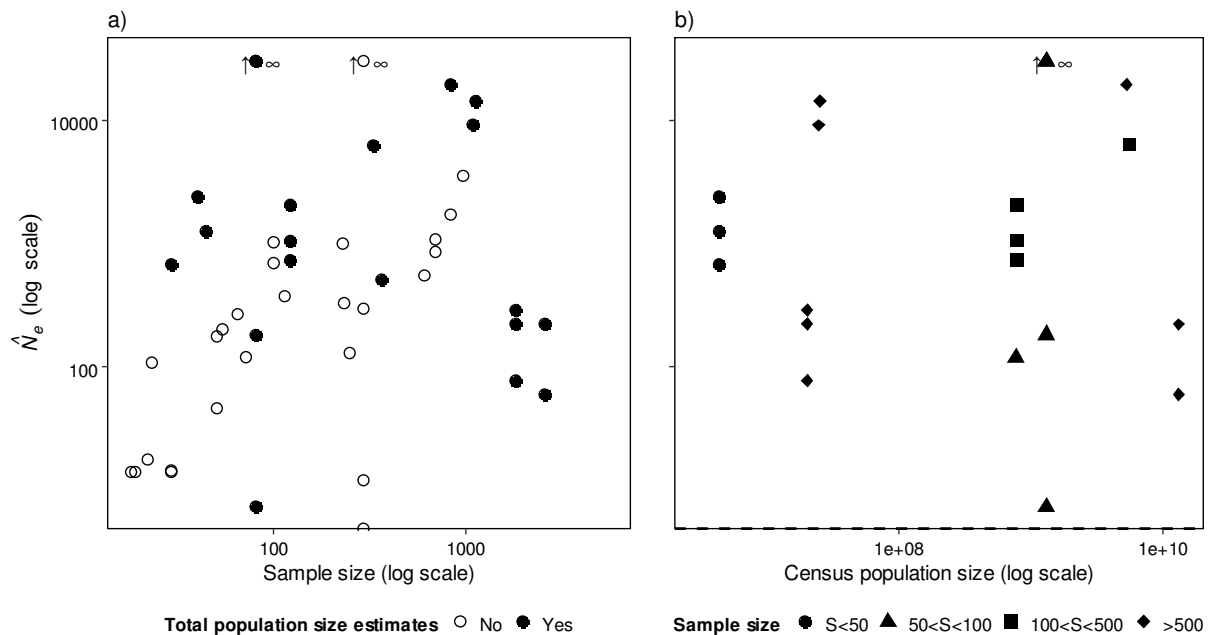 a)
b)
↑ ∞
↑ ∞
↑ ∞
10000
100
N̂e (log scale)
100
1000
1e+08
1e+10
Sample size (log scale)
Census population size (log scale)
Total population size estimates No Yes
Sample size S<50 50<S<100 100<S<500 >500